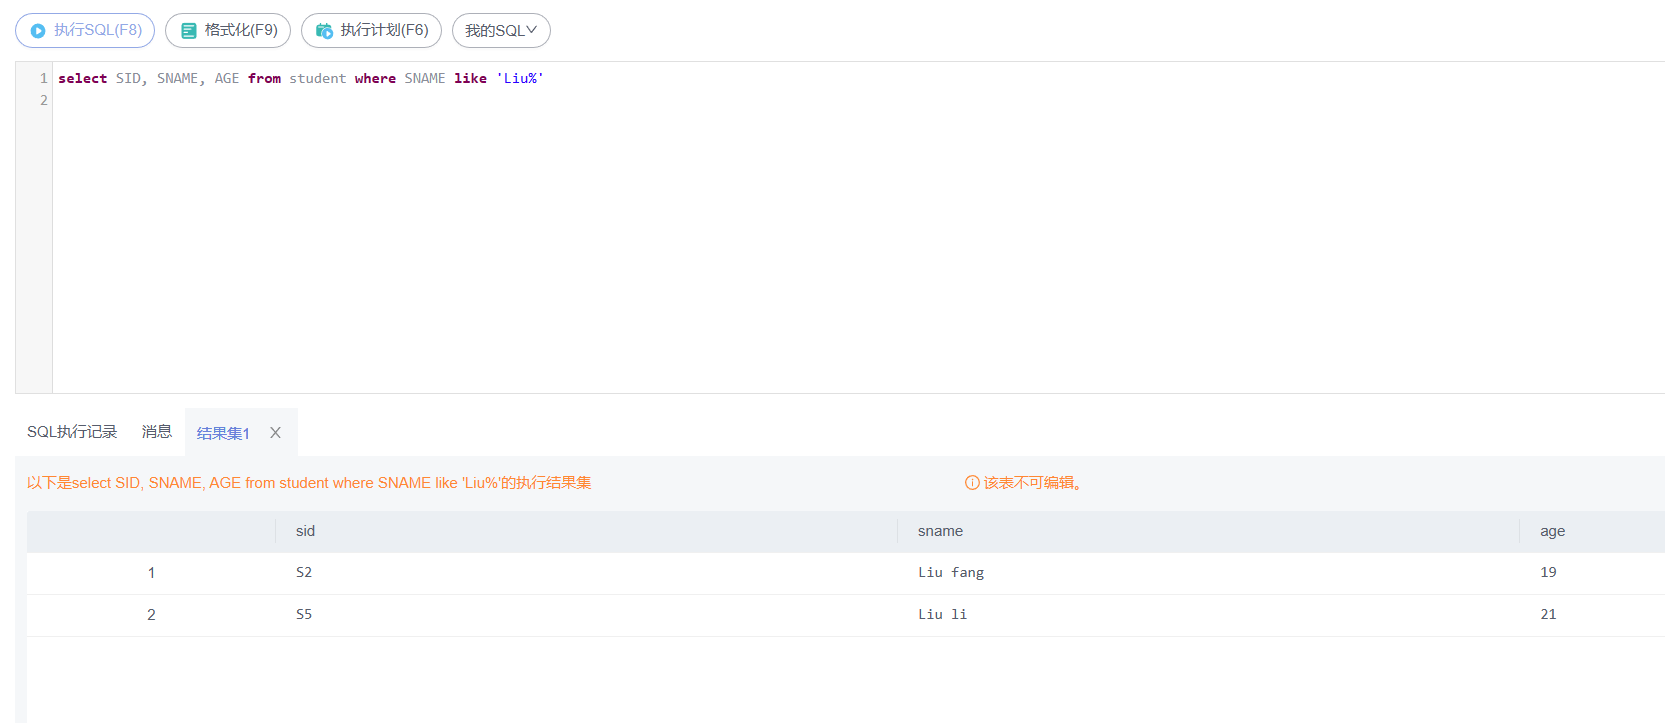 执行SQL(F8) 格式化(F9) 执行计划(F6) 我的SQL
1 select SID, SNAME, AGE from student where SNAME like 'Liu%'
2
SQL执行记录 消息 结果集1
以下是select SID, SNAME, AGE from student where SNAME like 'Liu%'的执行结果集 该表不可编辑。
sid sname age
1 S2 Liu fang 19
2 S5 Liu li 21